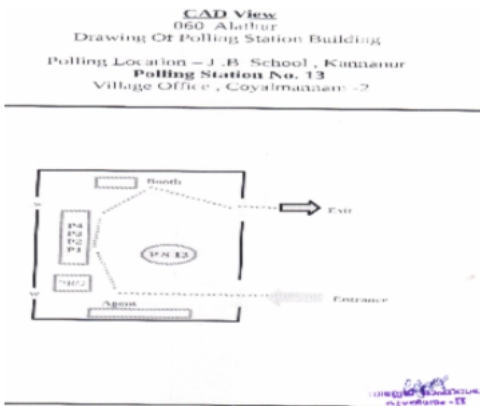 CAD View
060 Alathur
Drawing Of Polling Station Building
Polling Location – J .B School , Kannanur
Polling Station No. 13
Village Office , Coyalmannam -2
Booth
W
Exit
P4
P3
P2
P1
P/S 13
W
Entrance
Agent